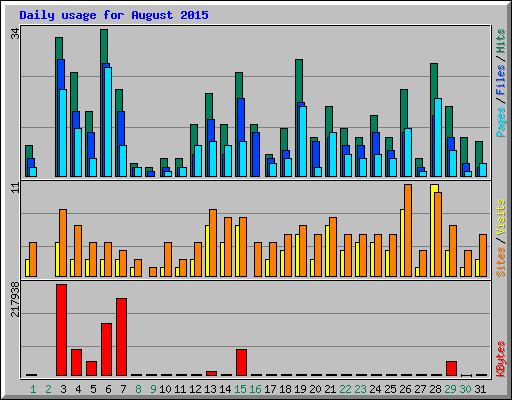 Daily usage for August 2015
34
Pages/Files/Hits
11
Sites/Visits
217938
KBytes
1 2 3 4 5 6 7 8 9 10 11 12 13 14 15 16 17 18 19 20 21 22 23 24 25 26 27 28 29 30 31